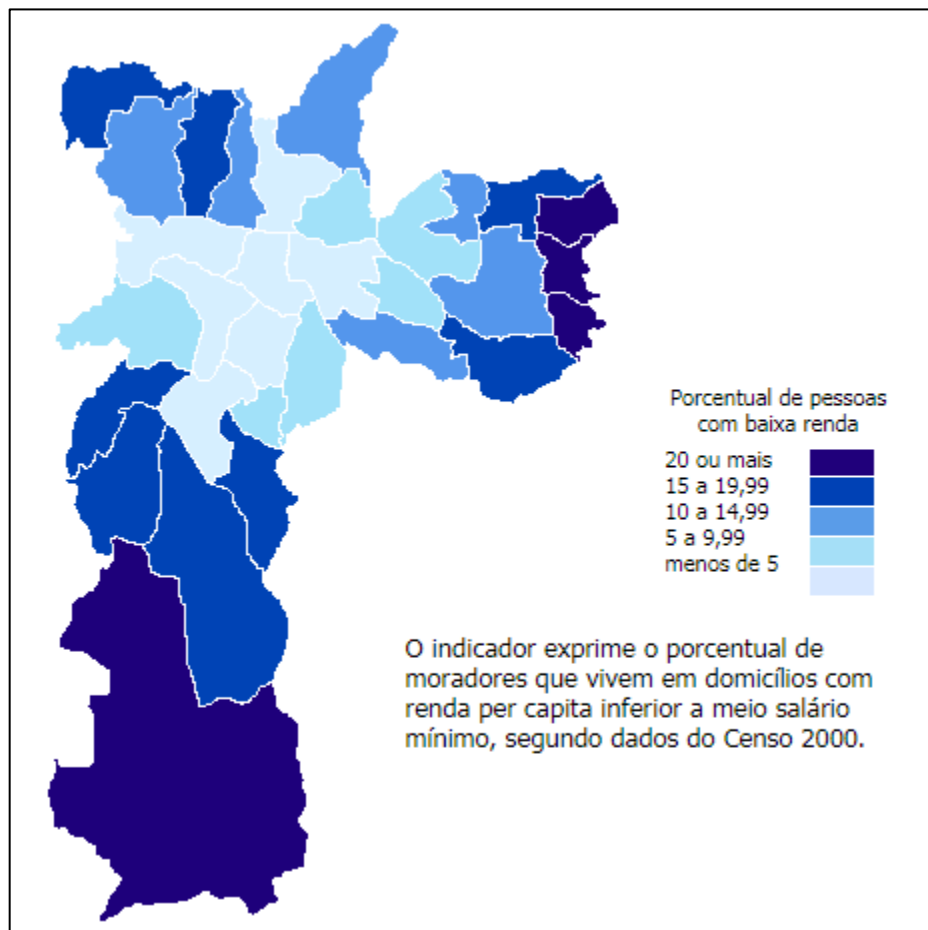 Porcentual de pessoas
com baixa renda
20 ou mais
15 a 19,99
10 a 14,99
5 a 9,99
menos de 5
O indicador exprime o porcentual de
moradores que vivem em domicílios com
renda per capita inferior a meio salário
mínimo, segundo dados do Censo 2000.